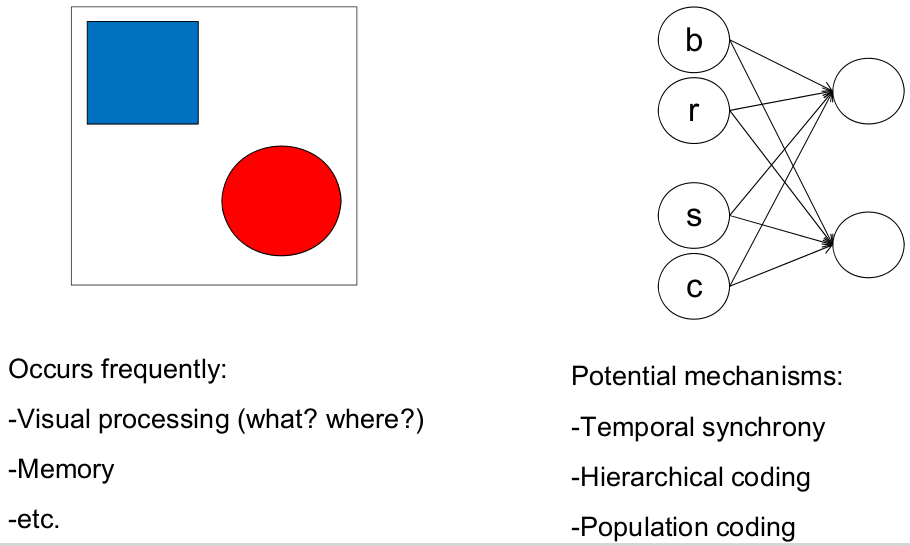 b
r
s
c
Occurs frequently:
-Visual processing (what? where?)
-Memory
-etc.
Potential mechanisms:
-Temporal synchrony
-Hierarchical coding
-Population coding